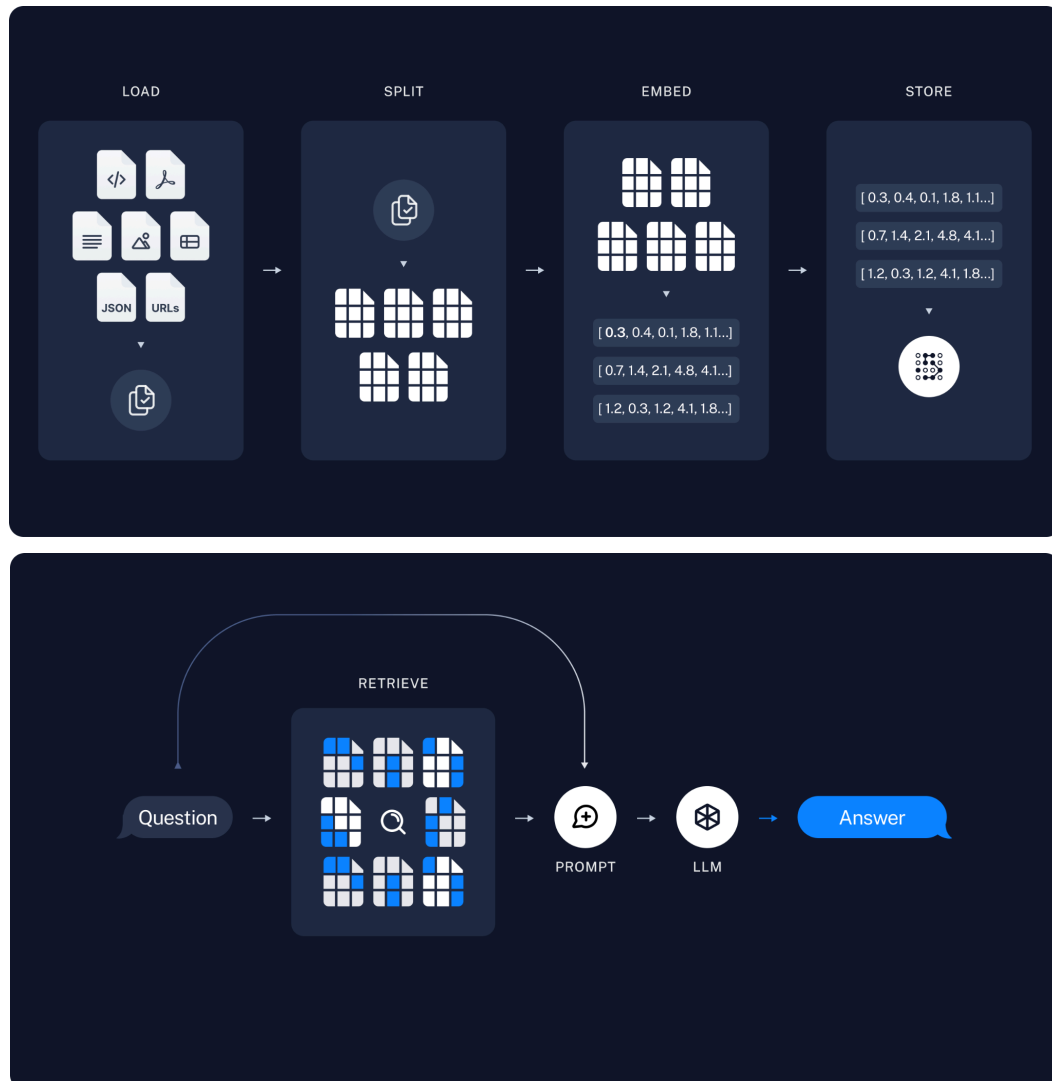 LOAD
SPLIT
EMBED
STORE
</>
JSON
URLs
[ 0.3, 0.4, 0.1, 1.8, 1.1...]
[ 0.7, 1.4, 2.1, 4.8, 4.1...]
[ 1.2, 0.3, 1.2, 4.1, 1.8...]
[ 0.3, 0.4, 0.1, 1.8, 1.1...]
[ 0.7, 1.4, 2.1, 4.8, 4.1...]
[ 1.2, 0.3, 1.2, 4.1, 1.8...]
RETRIEVE
Question
PROMPT
LLM
Answer